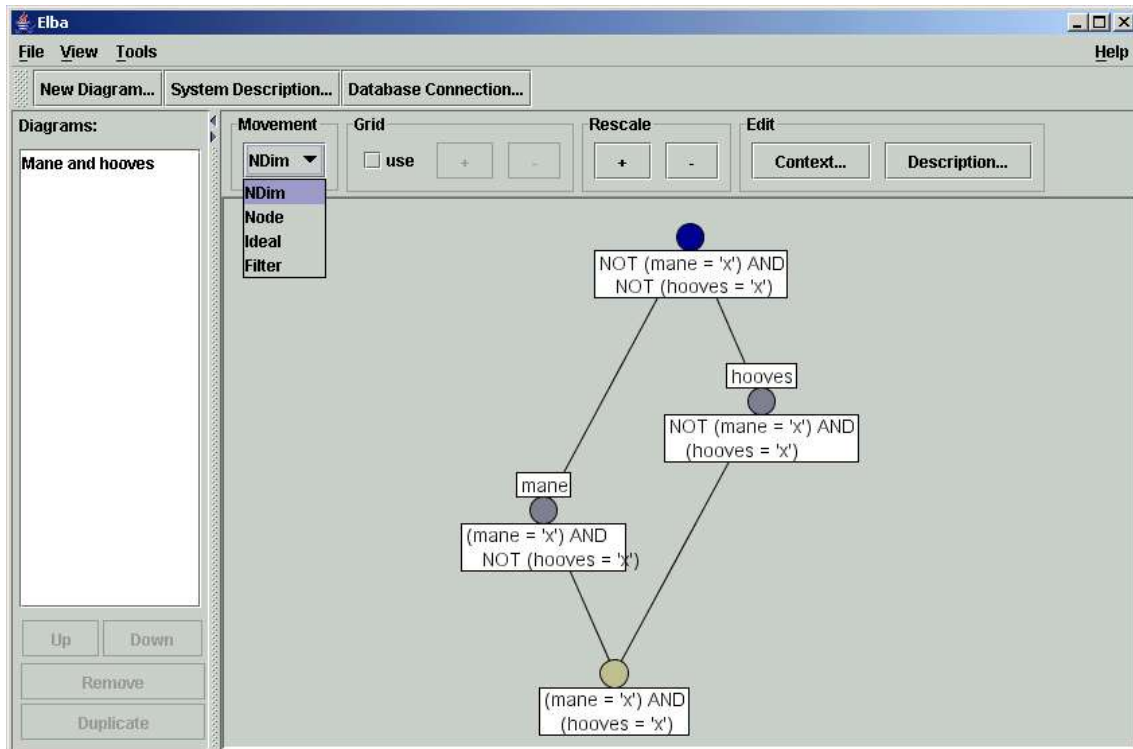 Elba
File View Tools Help
New Diagram... System Description... Database Connection...
Diagrams:
Mane and hooves
Up Down
Remove
Duplicate
Movement Grid Rescale Edit
NDim use + - + - Context... Description...
NDim
Node
Ideal
Filter
NOT (mane = 'x') AND
NOT (hooves = 'x')
hooves
NOT (mane = 'x') AND
(hooves = 'x')
mane
(mane = 'x') AND
NOT (hooves = 'x')
(mane = 'x') AND
(hooves = 'x')